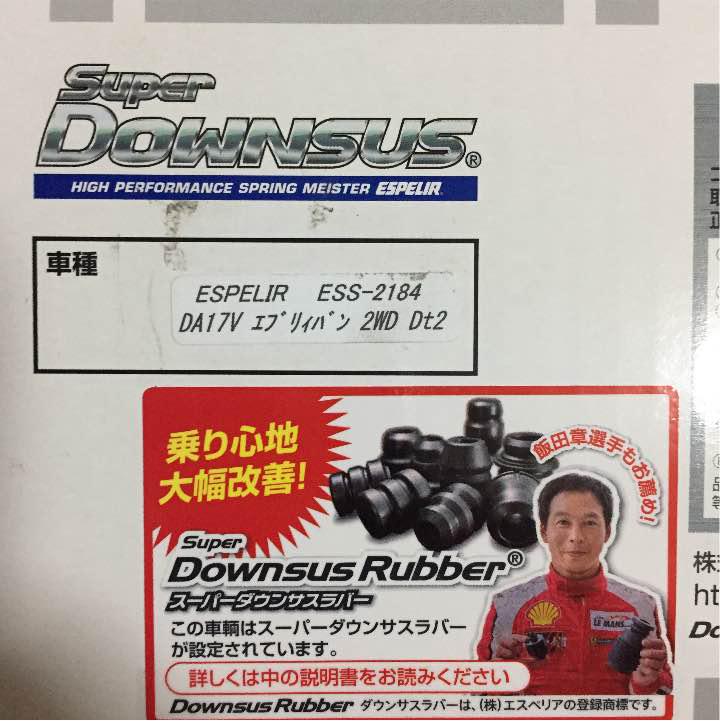 Super
DOWNSUS®
HIGH PERFORMANCE SPRING MEISTER ESPELIR
車種
ESPELIR ESS-2184
DA17V ｴﾌﾞﾘｨﾊﾞﾝ 2WD Dt2
乗り心地
大幅改善!
飯田章選手もお薦め!
Super
Downsus Rubber®
スーパーダウンサスラバー
この車輌はスーパーダウンサスラバー
が設定されています。
詳しくは中の説明書をお読みください
Downsus Rubber ダウンサスラバーは、(株)エスペリアの登録商標です。
LE MANS
株式
ht
Do